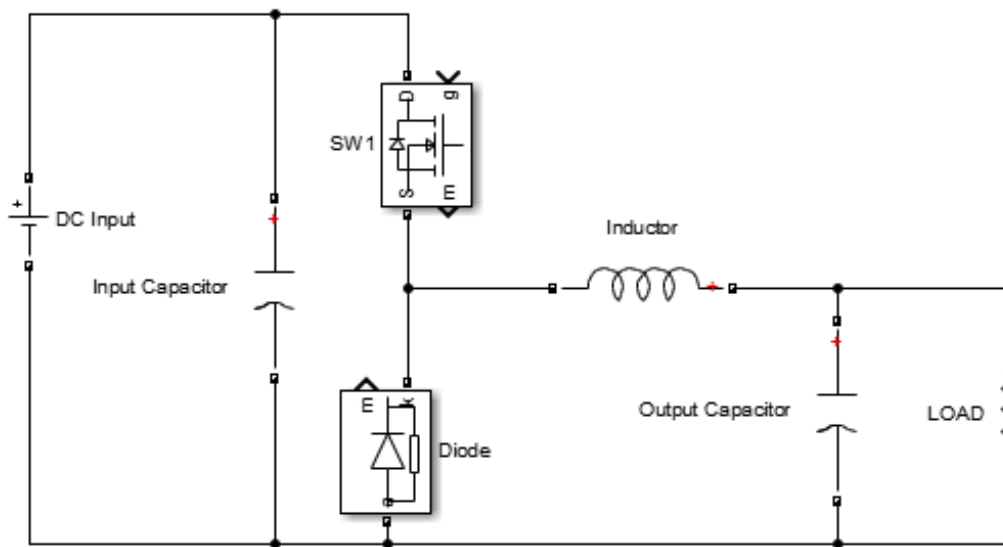 D
g
SW1
S
m
+
DC Input
Inductor
Input Capacitor
+
+
+
m
k
Output Capacitor
LOAD
Diode
a